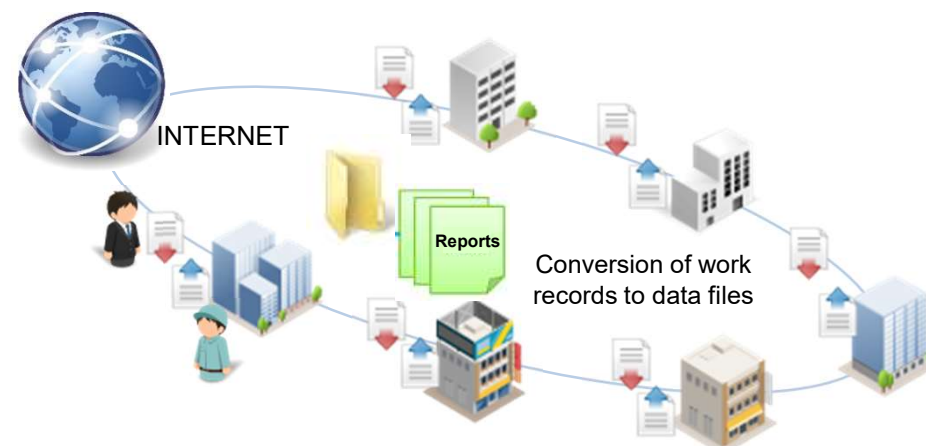 INTERNET
Reports
Conversion of work
records to data files